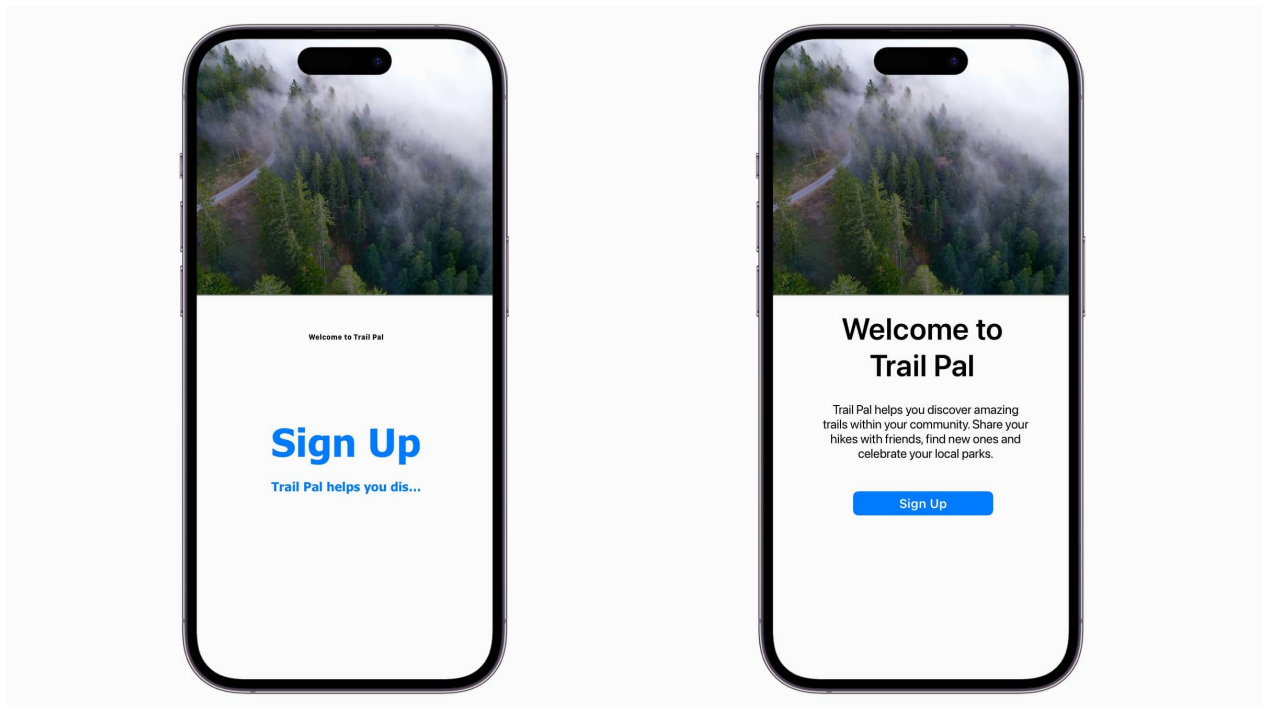 Welcome to Trail Pal
Sign Up
Trail Pal helps you dis...
Welcome to
Trail Pal
Trail Pal helps you discover amazing
trails within your community. Share your
hikes with friends, find new ones and
celebrate your local parks.
Sign Up